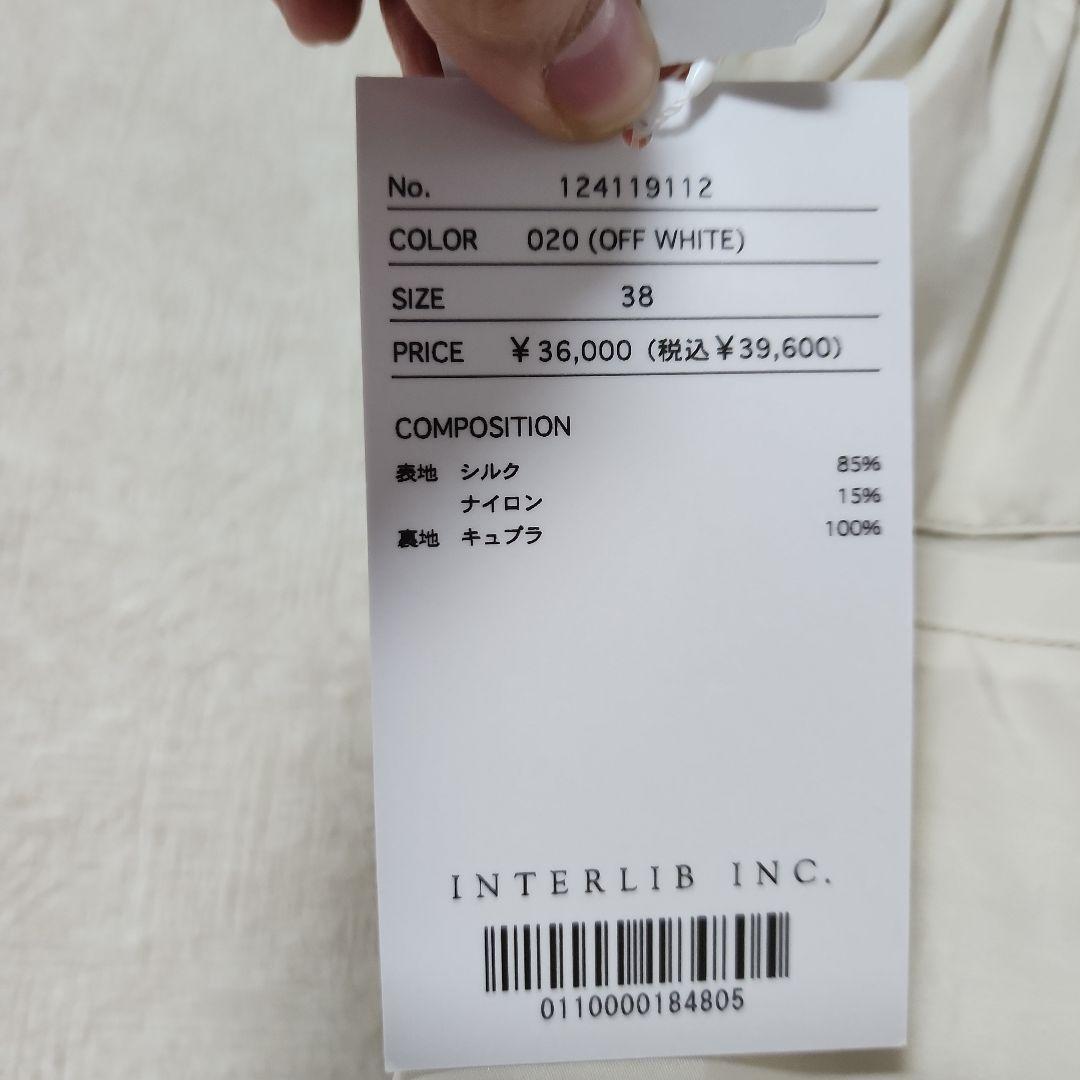 No. 124119112
COLOR 020 (OFF WHITE)
SIZE 38
PRICE ¥36,000 (税込¥39,600)
COMPOSITION
表地 シルク 85%
ナイロン 15%
裏地 キュプラ 100%
INTERLIB INC.
0110000184805